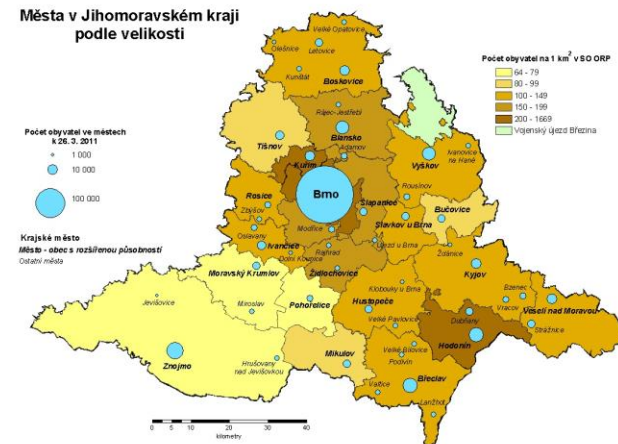 Města v Jihomoravském kraji
podle velikosti
Počet obyvatel ve městech
k 26. 3. 2011
1 000
10 000
100 000
Krajské město
Město - obec s rozšířenou působností
Ostatní města
Počet obyvatel na 1 km² v SO ORP
64 - 79
80 - 99
100 - 149
150 - 199
200 - 1669
Vojenský újezd Březina
Velké Opatovice
Olešnice
Letovice
Kunštát
Boskovice
Rájec-Jestřebí
Blansko
Adamov
Tišnov
Kuřim
Vyškov
Ivanovice
na Hané
Brno
Rosice
Zbýšov
Oslavany
Ivančice
Dolní Kounice
Modřice
Rajhrad
Židlochovice
Šlapanice
Rousínov
Slavkov u Brna
Újezd u Brna
Bučovice
Ždánice
Kyjov
Bzenec
Vracov
Veselí nad Moravou
Strážnice
Moravský Krumlov
Jevišovice
Miroslav
Pohořelice
Klobouky u Brna
Hustopeče
Velké Pavlovice
Dubňany
Hodonín
Znojmo
Hrušovany
nad Jevišovkou
Mikulov
Velké Bílovice
Podivín
Valtice
Břeclav
Lanžhot
0 5 10 20 30 40
kilometry